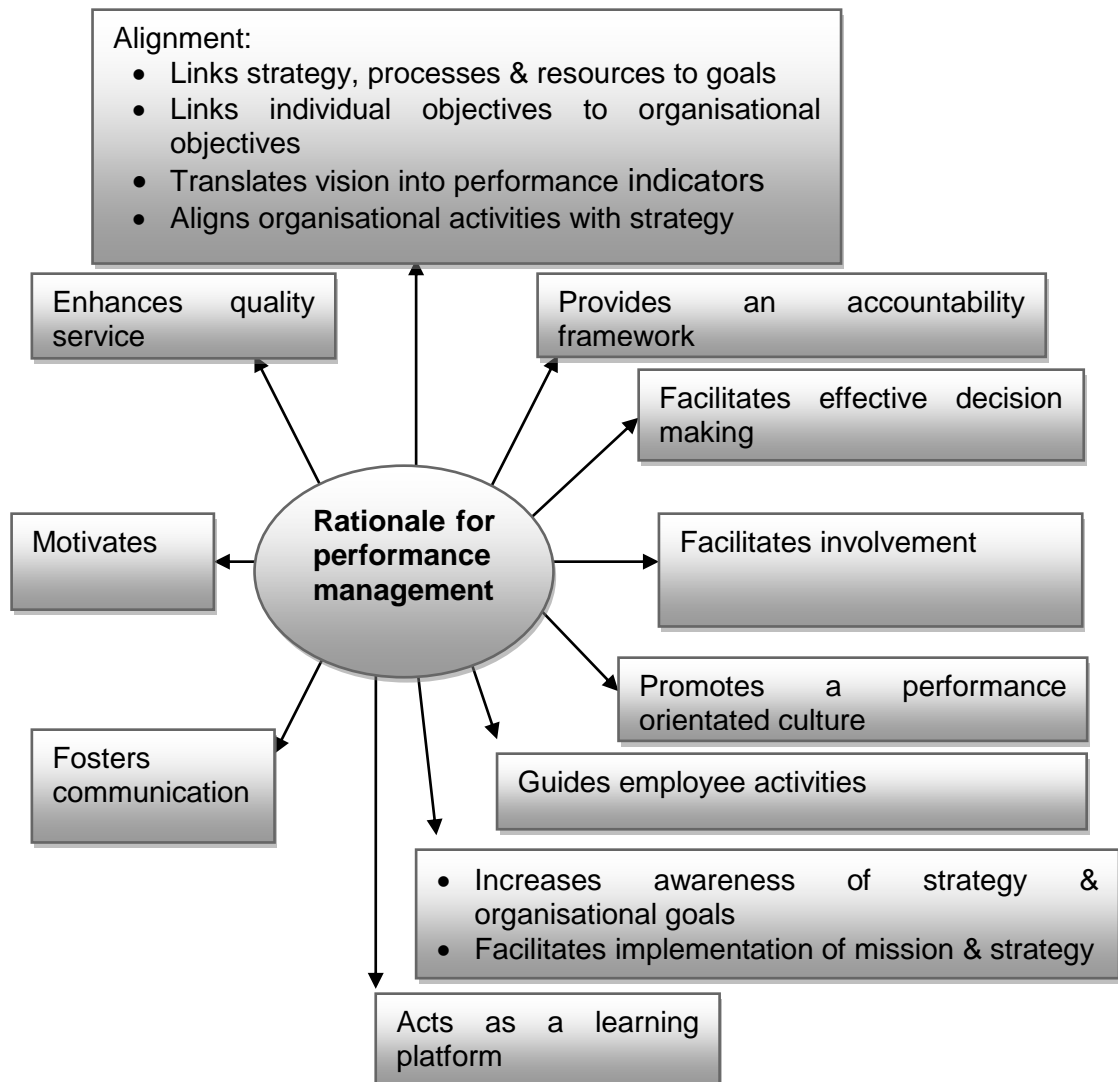 Alignment:
• Links strategy, processes & resources to goals
• Links individual objectives to organisational
objectives
• Translates vision into performance indicators
• Aligns organisational activities with strategy
Enhances quality
service
Provides an accountability
framework
Facilitates effective decision
making
Rationale for
performance
management
Motivates
Facilitates involvement
Promotes a performance
orientated culture
Fosters
communication
Guides employee activities
• Increases awareness of strategy &
organisational goals
• Facilitates implementation of mission & strategy
Acts as a learning
platform